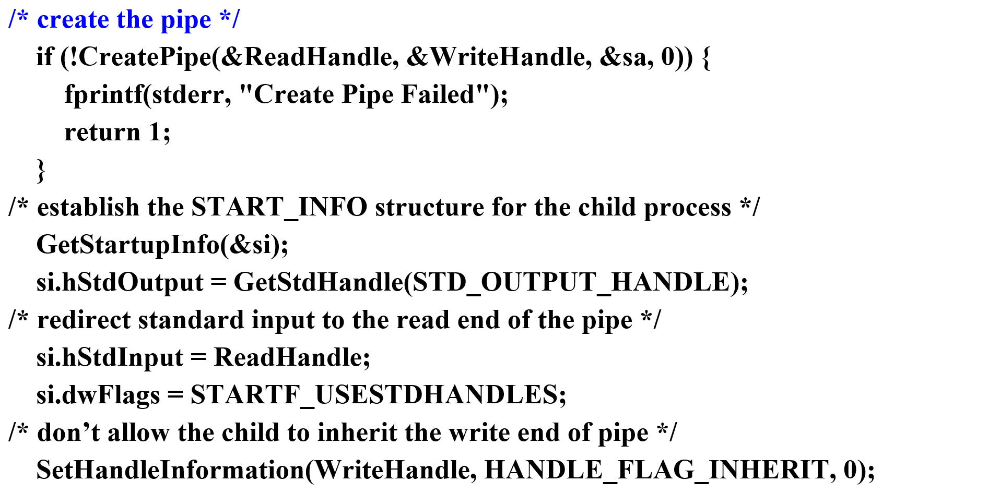 /* create the pipe */
if (!CreatePipe(&ReadHandle, &WriteHandle, &sa, 0)) {
fprintf(stderr, "Create Pipe Failed");
return 1;
}
/* establish the START_INFO structure for the child process */
GetStartupInfo(&si);
si.hStdOutput = GetStdHandle(STD_OUTPUT_HANDLE);
/* redirect standard input to the read end of the pipe */
si.hStdInput = ReadHandle;
si.dwFlags = STARTF_USESTDHANDLES;
/* don’t allow the child to inherit the write end of pipe */
SetHandleInformation(WriteHandle, HANDLE_FLAG_INHERIT, 0);